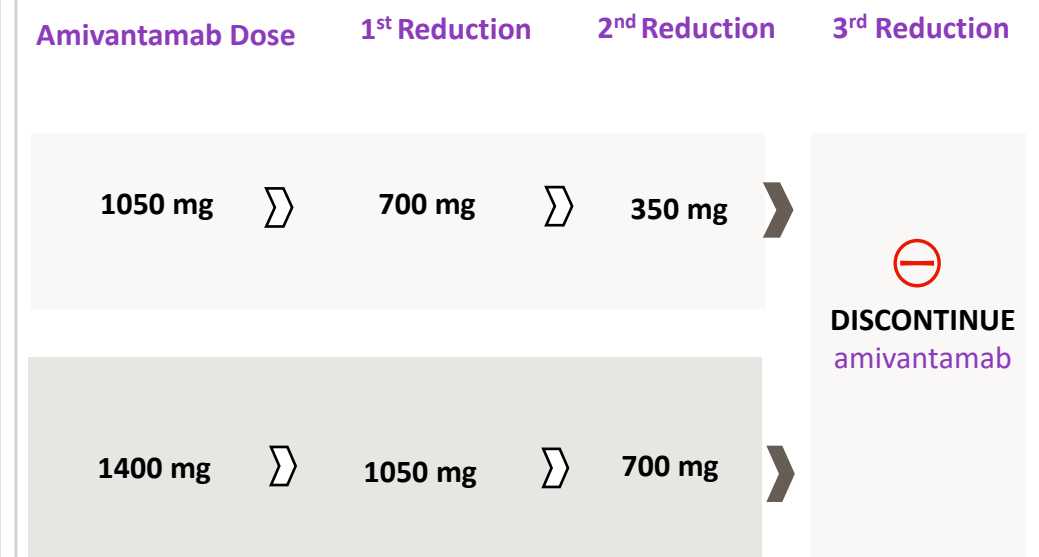 Amivantamab Dose 1st Reduction 2nd Reduction 3rd Reduction
1050 mg 700 mg 350 mg
DISCONTINUE
amivantamab
1400 mg 1050 mg 700 mg